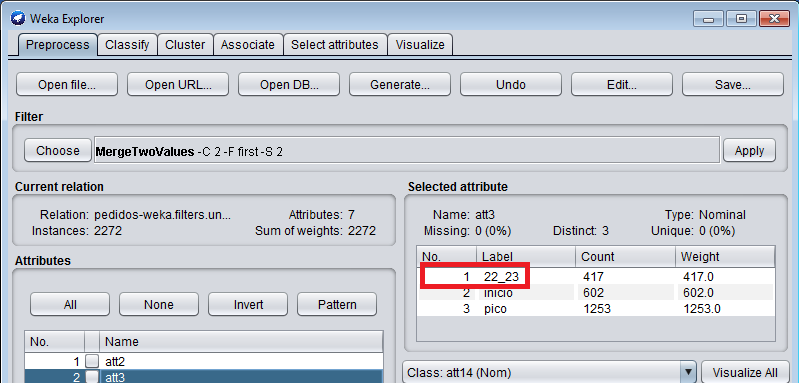 Weka Explorer
Preprocess Classify Cluster Associate Select attributes Visualize
Open file... Open URL... Open DB... Generate... Undo Edit... Save...
Filter
Choose MergeTwoValues -C 2 -F first -S 2 Apply
Current relation
Relation: pedidos-weka.filters.un... Attributes: 7
Instances: 2272 Sum of weights: 2272
Attributes
All None Invert Pattern
No. Name
1 att2
2 att3
Selected attribute
Name: att3 Type: Nominal
Missing: 0 (0%) Distinct: 3 Unique: 0 (0%)
No. Label Count Weight
1 22_23 417 417.0
2 inicio 602 602.0
3 pico 1253 1253.0
Class: att14 (Nom) Visualize All